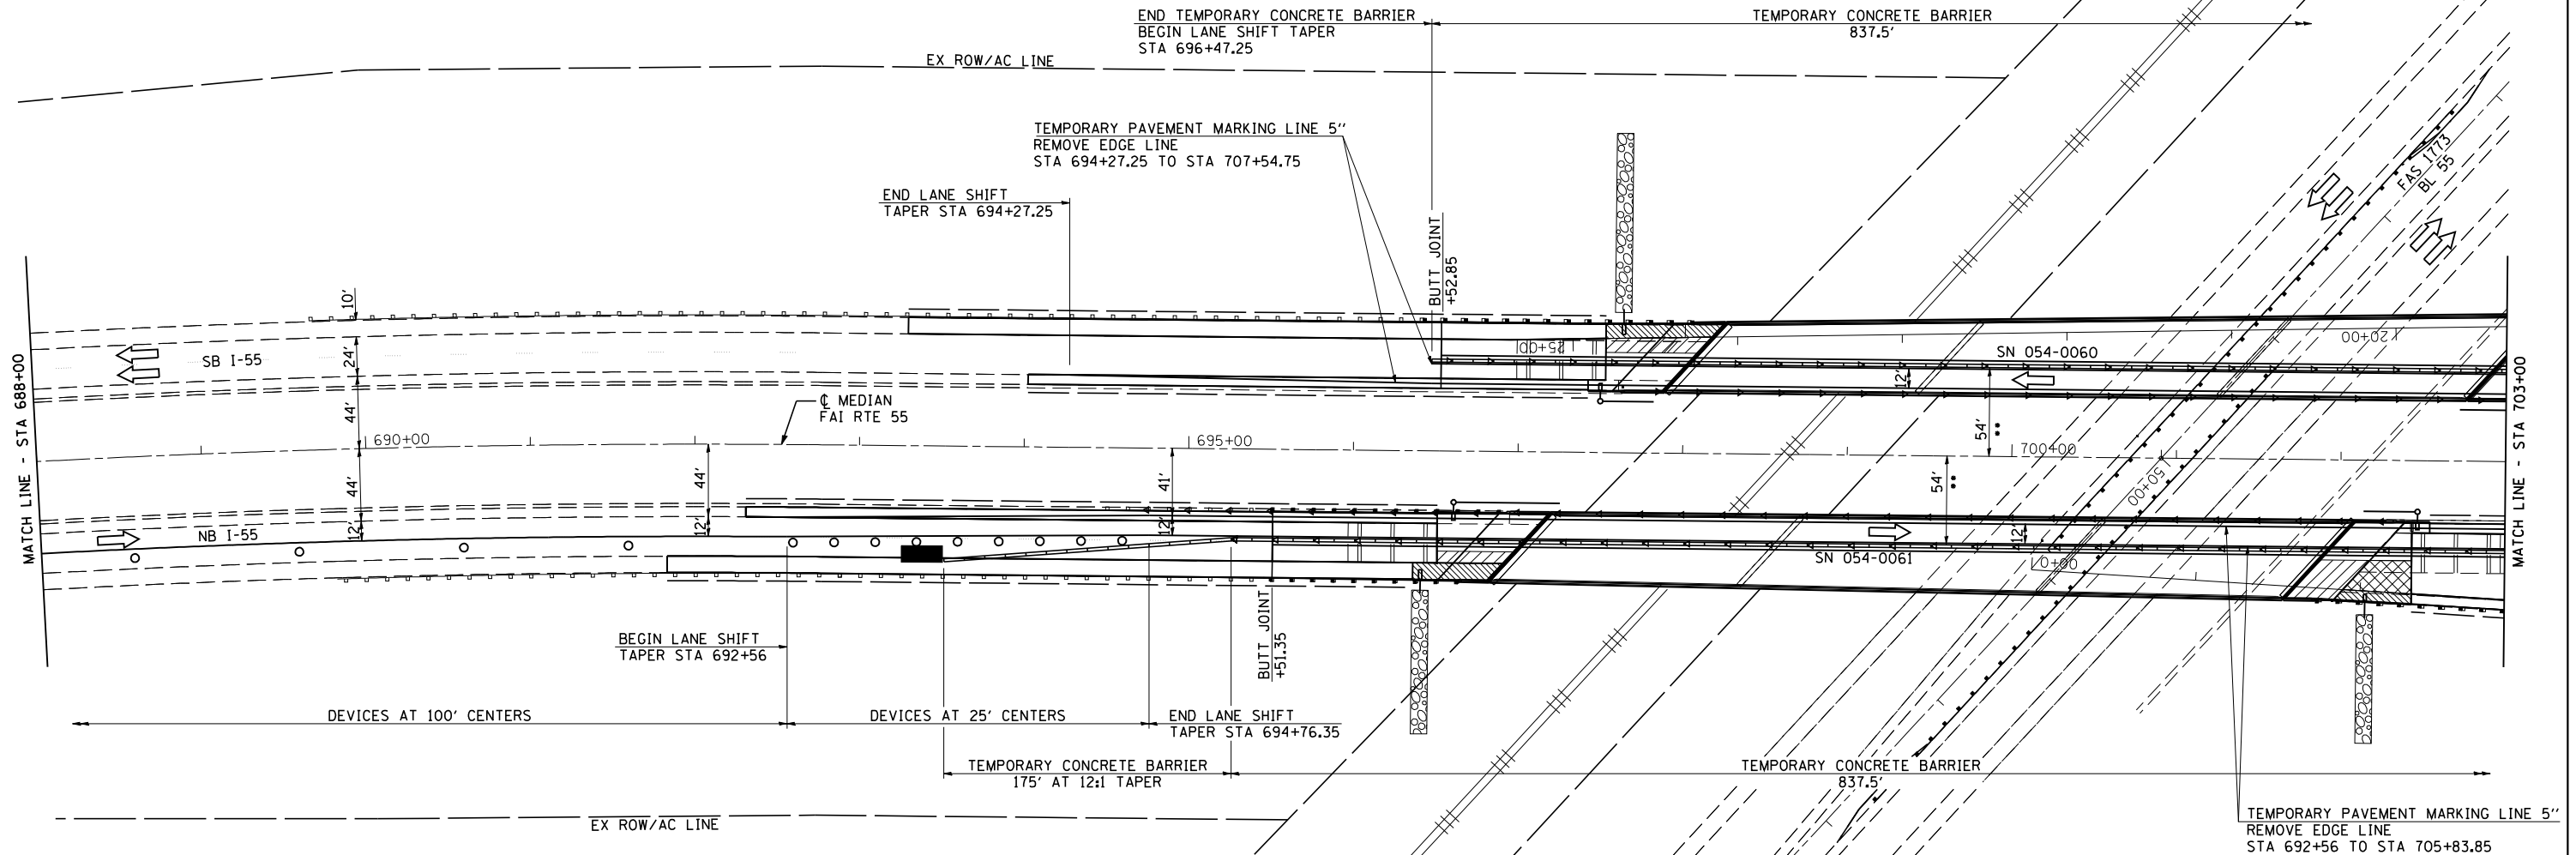 END TEMPORARY CONCRETE BARRIER
BEGIN LANE SHIFT TAPER
STA 696+47.25
TEMPORARY CONCRETE BARRIER
837.5'
EX ROW/AC LINE
TEMPORARY PAVEMENT MARKING LINE 5''
REMOVE EDGE LINE
STA 694+27.25 TO STA 707+54.75
END LANE SHIFT
TAPER STA 694+27.25
BUTT JOINT
+52.85
FAS 1773
BL 55
MATCH LINE - STA 688+00
10'
24'
44'
44'
12'
SB I-55
125+00
SN 054-0060
120+00
12'
54'
••
℄ MEDIAN
FAI RTE 55
690+00
695+00
700+00
150+00
44'
12'
41'
12'
54'
••
12'
NB I-55
SN 054-0061
10+00
MATCH LINE - STA 703+00
BEGIN LANE SHIFT
TAPER STA 692+56
BUTT JOINT
+51.35
DEVICES AT 100' CENTERS
DEVICES AT 25' CENTERS
END LANE SHIFT
TAPER STA 694+76.35
TEMPORARY CONCRETE BARRIER
175' AT 12:1 TAPER
TEMPORARY CONCRETE BARRIER
837.5'
EX ROW/AC LINE
TEMPORARY PAVEMENT MARKING LINE 5''
REMOVE EDGE LINE
STA 692+56 TO STA 705+83.85